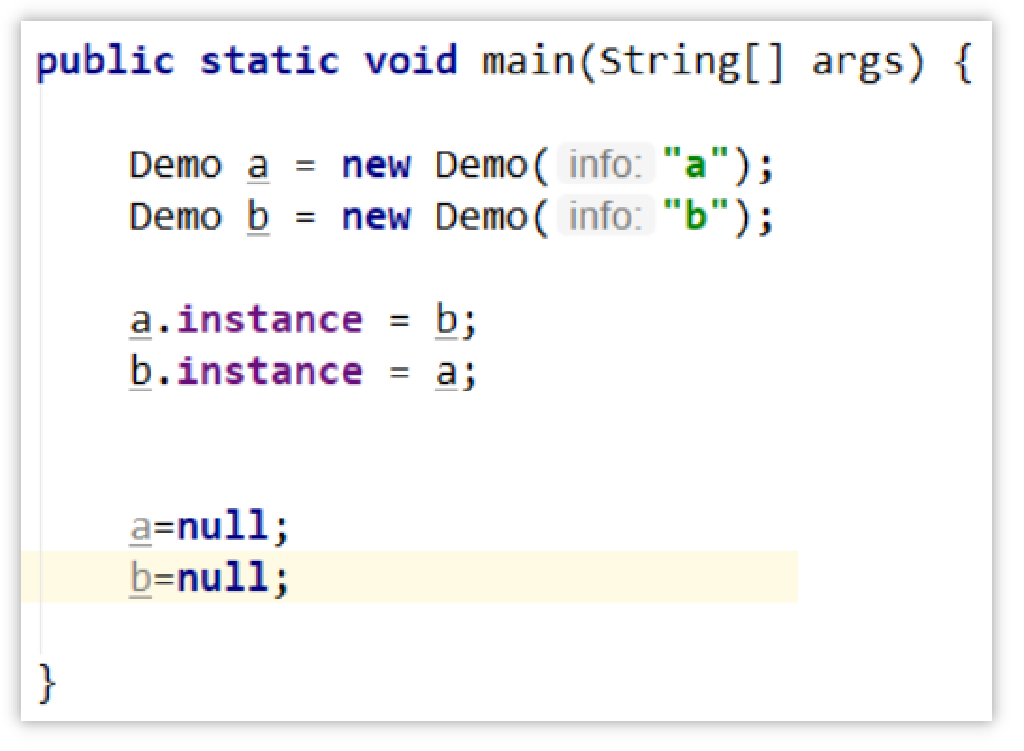 public static void main(String[] args) {
Demo a = new Demo( info: "a");
Demo b = new Demo( info: "b");
a.instance = b;
b.instance = a;
a=null;
b=null;
}